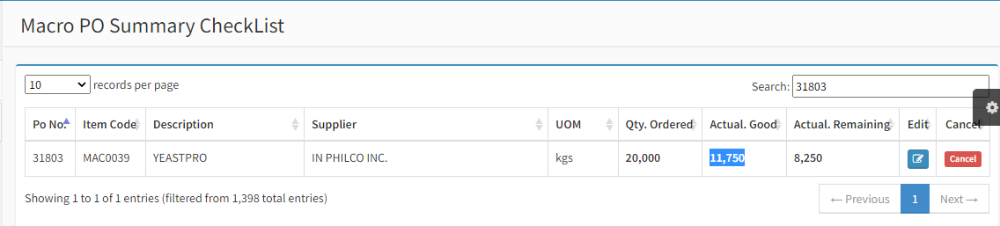 Macro PO Summary CheckList
10 records per page Search: 31803
Po No. Item Code Description Supplier UOM Qty. Ordered Actual. Good Actual. Remaining Edit Cancel
31803 MAC0039 YEASTPRO IN PHILCO INC. kgs 20,000 11,750 8,250 Cancel
Showing 1 to 1 of 1 entries (filtered from 1,398 total entries) ← Previous 1 Next →